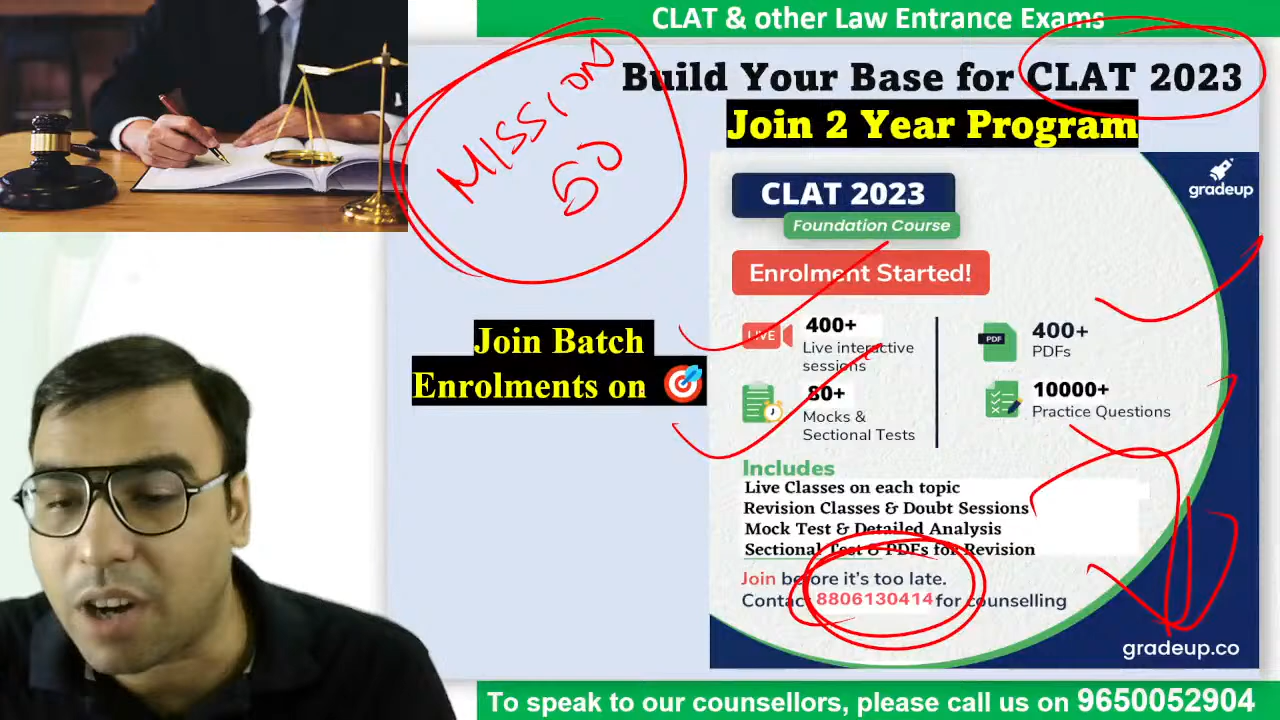 CLAT & other Law Entrance Exams
Build Your Base for CLAT 2023
Join 2 Year Program
MISSION
50
gradeup
CLAT 2023
Foundation Course
Enrolment Started!
Join Batch
Enrolments on
LIVE
400+
Live interactive
sessions
PDF
400+
PDFs
80+
Mocks &
Sectional Tests
10000+
Practice Questions
Includes
Live Classes on each topic
Revision Classes & Doubt Sessions
Mock Test & Detailed Analysis
Sectional Test & PDFs for Revision
Join before it's too late.
Contact 8806130414 for counselling
gradeup.co
To speak to our counsellors, please call us on 9650052904